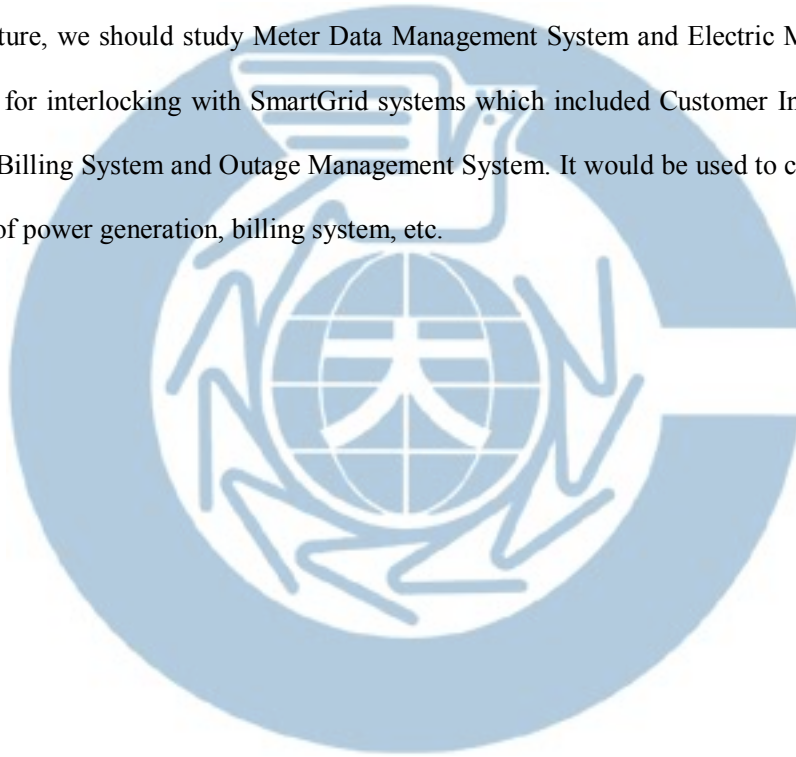 ture, we should study Meter Data Management System and Electric M
for interlocking with SmartGrid systems which included Customer In
Billing System and Outage Management System. It would be used to c
of power generation, billing system, etc.